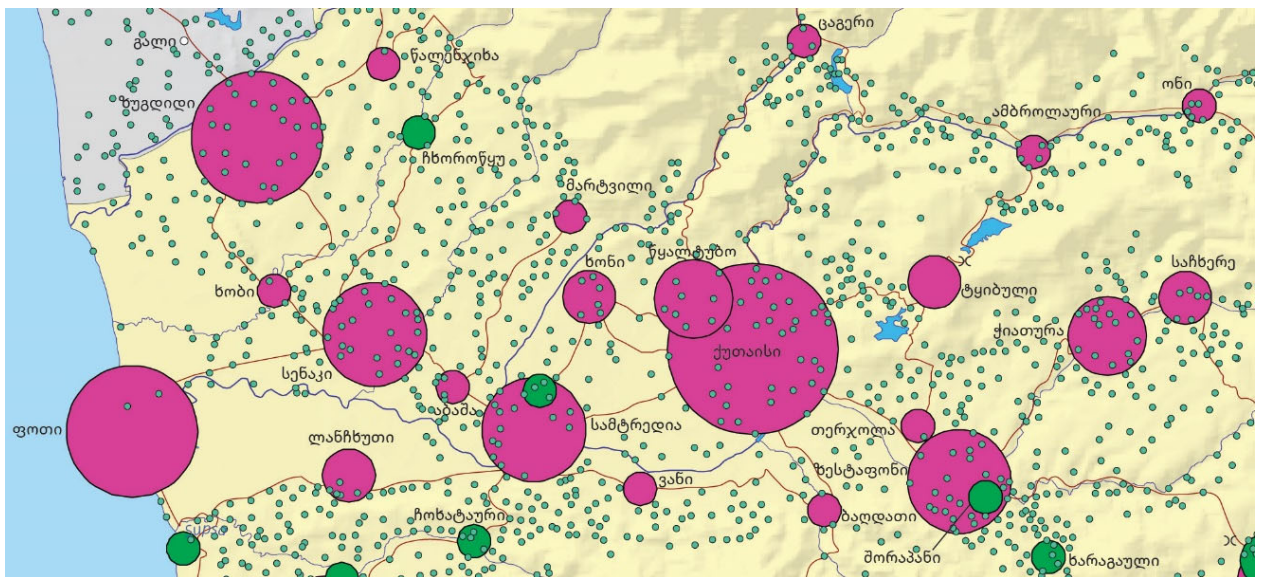 ცაგერი
გალი
წალენჯიხა
ონი
ზუგდიდი
ამბროლაური
ჩხოროწყუ
მარტვილი
წყალტუბო
ხონი
საჩხერე
ხობი
ტყიბული
ჭიათურა
ქუთაისი
სენაკი
აბაშა
ფოთი
სამტრედია
თერჯოლა
ლანჩხუთი
ზესტაფონი
ვანი
ჩოხატაური
ბაღდათი
Supsa
შორაპანი
ხარაგაული